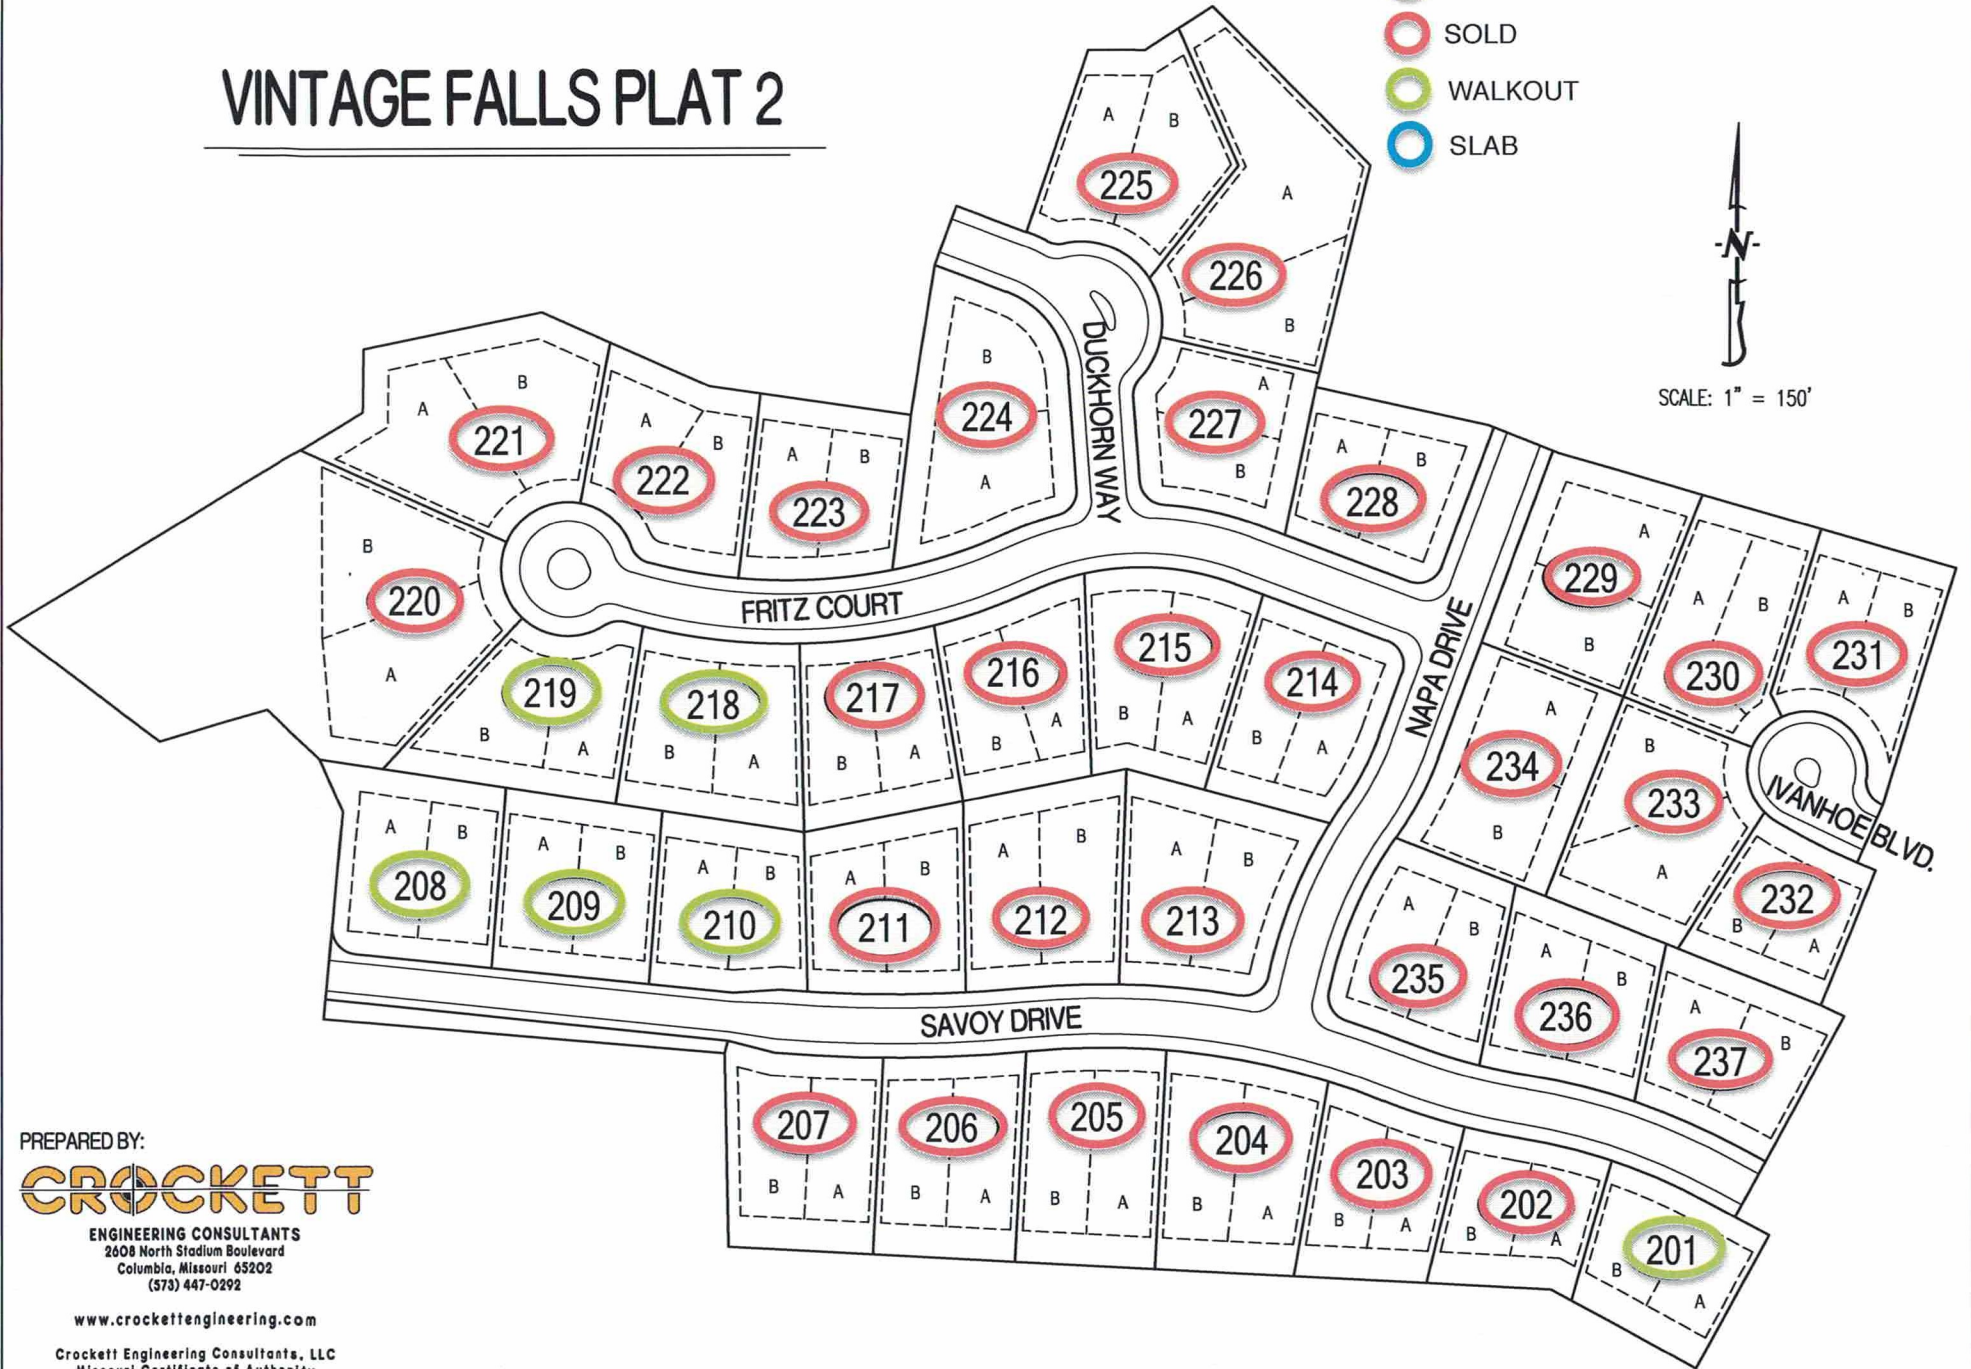 VINTAGE FALLS PLAT 2
SOLD
WALKOUT
SLAB
-N-
SCALE: 1" = 150'
A B
225
A
226
B
B
224
A
DUCKHORN WAY
A
227
B
A B
228
A B
221
A B
222
A B
223
B
220
A
FRITZ COURT
NAPA DRIVE
A
229
B
A B
230
A B
231
219
B A
218
B A
217
B A
216
B A
215
B A
214
B A
A
234
B
B
233
A
IVANHOE BLVD.
232
B A
A B
208
A B
209
A B
210
A B
211
A B
212
A B
213
A B
235
A B
236
A B
237
SAVOY DRIVE
207
B A
206
B A
205
B A
204
B A
203
B A
202
B A
201
B A
PREPARED BY:
CROCKETT
ENGINEERING CONSULTANTS
2608 North Stadium Boulevard
Columbia, Missouri 65202
(573) 447-0292
www.crockettengineering.com
Crockett Engineering Consultants, LLC
Missouri Certificate of Authority